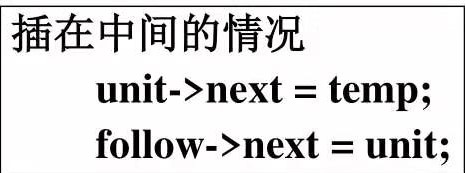 插在中间的情况
unit->next = temp;
follow->next = unit;